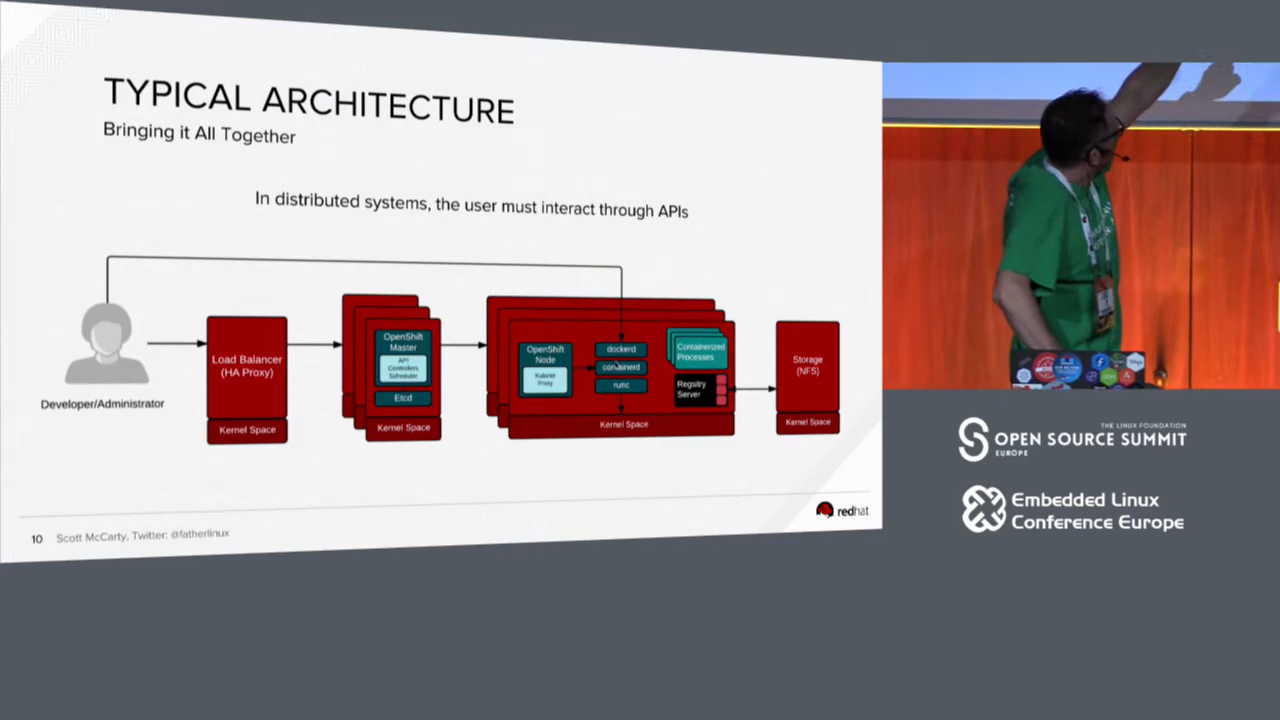 TYPICAL ARCHITECTURE
Bringing it All Together
In distributed systems, the user must interact through APIs
Developer/Administrator
Load Balancer
(HA Proxy)
Kernel Space
OpenShift
Master
API
Controllers
Scheduler
Etcd
Kernel Space
OpenShift
Node
Kubelet
Proxy
dockerd
containerd
runc
Containerized
Processes
Regsitry
Server
Kernel Space
Storage
(NFS)
Kernel Space
redhat
10 Scott McCarty, Twitter: @fatherlinux
THE LINUX FOUNDATION
OPEN SOURCE SUMMIT
EUROPE
Embedded Linux
Conference Europe